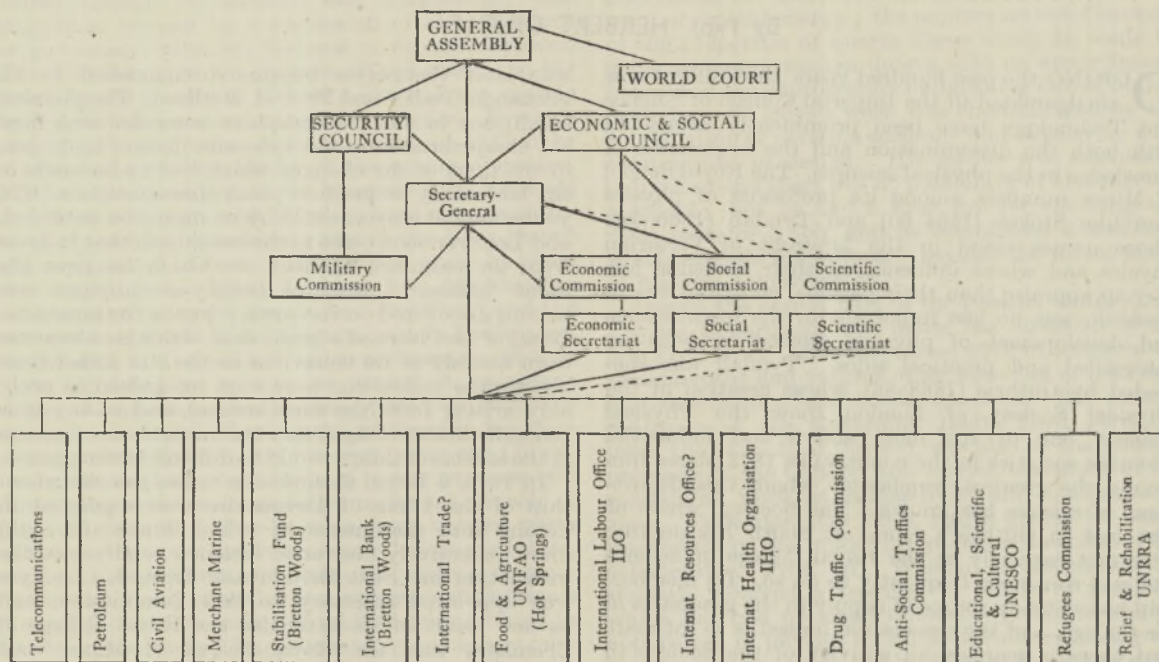 GENERAL
ASSEMBLY
WORLD COURT
SECURITY
COUNCIL
ECONOMIC & SOCIAL
COUNCIL
Secretary-
General
Military
Commission
Economic
Commission
Social
Commission
Scientific
Commission
Economic
Secretariat
Social
Secretariat
Scientific
Secretariat
Telecommunications
Petroleum
Civil Aviation
Merchant Marine
Stabilisation Fund
(Bretton Woods)
International Bank
(Bretton Woods)
International Trade?
Food & Agriculture
UNFAO
(Hot Springs)
International Labour Office
ILO
Internat. Resources Office?
Internat. Health Organisation
IHO
Drug Traffic Commission
Anti-Social Traffics
Commission
Educational, Scientific
& Cultural
UNESCO
Refugees Commission
Relief & Rehabilitation
UNRRA